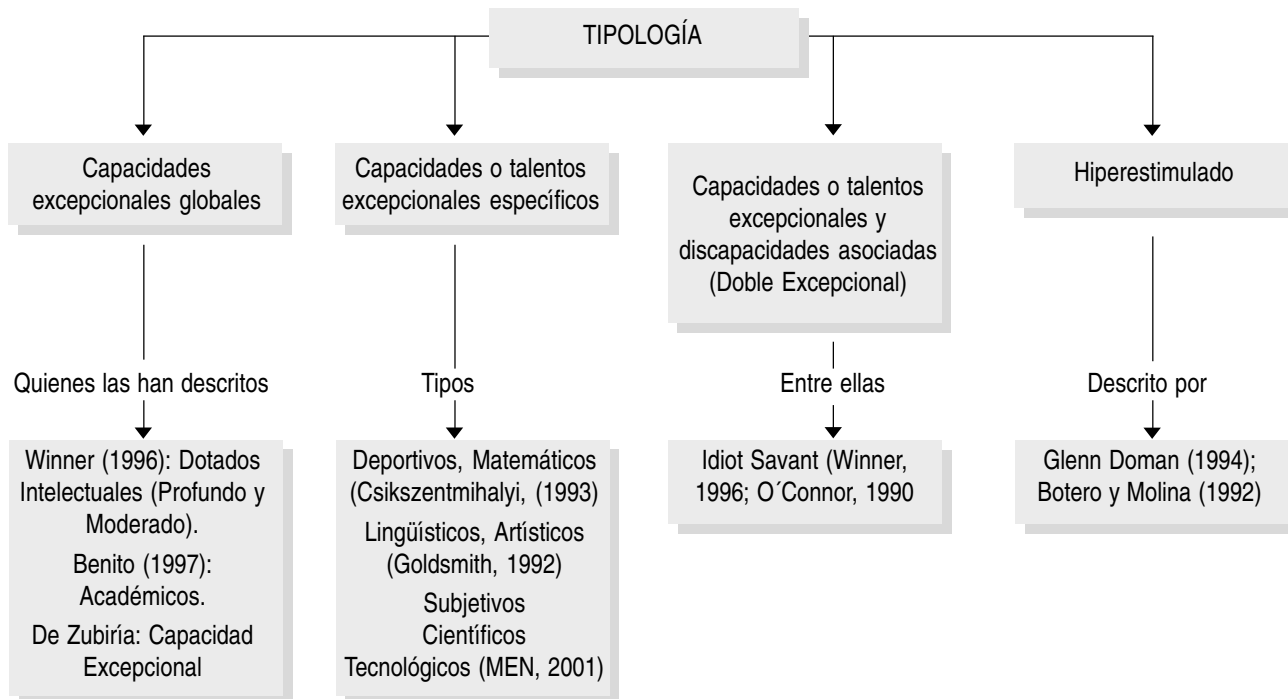 TIPOLOGÍA
Capacidades
excepcionales globales
Capacidades o talentos
excepcionales específicos
Capacidades o talentos
excepcionales y
discapacidades asociadas
(Doble Excepcional)
Hiperestimulado
Quienes las han descritos
Tipos
Entre ellas
Descrito por
Winner (1996): Dotados
Intelectuales (Profundo y
Moderado).
Benito (1997):
Académicos.
De Zubiría: Capacidad
Excepcional
Deportivos, Matemáticos
(Csikszentmihalyi, (1993)
Lingüísticos, Artísticos
(Goldsmith, 1992)
Subjetivos
Científicos
Tecnológicos (MEN, 2001)
Idiot Savant (Winner,
1996; O´Connor, 1990
Glenn Doman (1994);
Botero y Molina (1992)